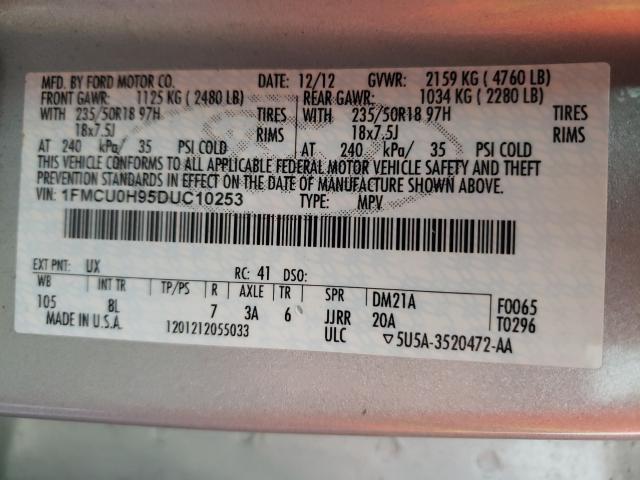 MFD. BY FORD MOTOR CO. DATE: 12/12 GVWR: 2159 KG ( 4760 LB)
FRONT GAWR: 1125 KG ( 2480 LB) REAR GAWR: 1034 KG ( 2280 LB)
WITH 235/50R18 97H TIRES WITH 235/50R18 97H TIRES
18x7.5J RIMS 18x7.5J RIMS
AT 240 kPa/ 35 PSI COLD AT 240 kPa/ 35 PSI COLD
THIS VEHICLE CONFORMS TO ALL APPLICABLE FEDERAL MOTOR VEHICLE SAFETY AND THEFT
PREVENTION STANDARDS IN EFFECT ON THE DATE OF MANUFACTURE SHOWN ABOVE.
VIN: 1FMCU0H95DUC10253 TYPE: MPV
EXT PNT: UX RC: 41 DSO:
WB INT TR TP/PS R AXLE TR SPR DM21A F0065
105 8L 7 3A 6 JJRR 20A T0296
MADE IN U.S.A. 1201212055033 ULC ▽5U5A-3520472-AA